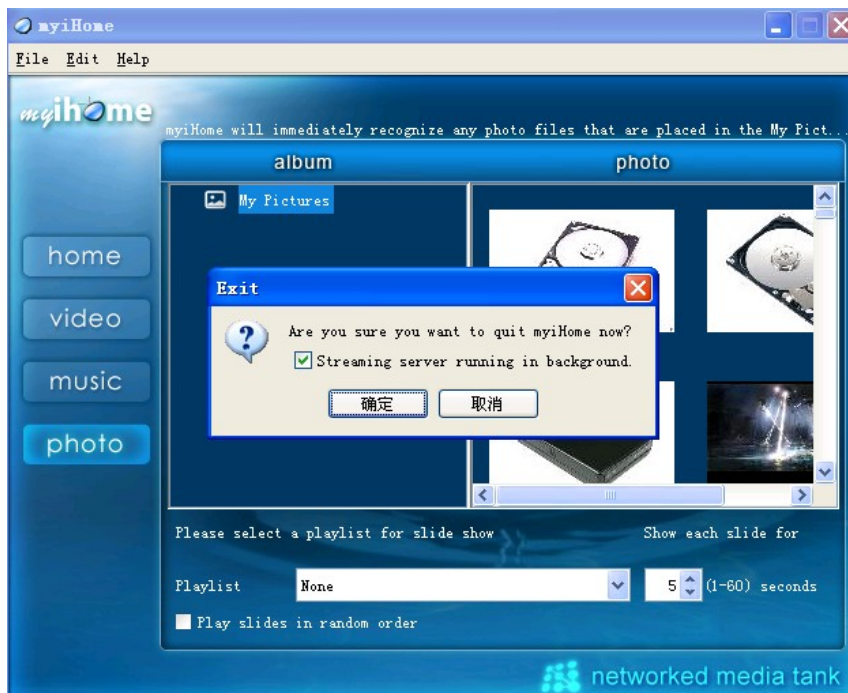 myiHome
File Edit Help
myihome
myiHome will immediately recognize any photo files that are placed in the My Pict...
album
photo
My Pictures
home
video
music
photo
Exit
Are you sure you want to quit myiHome now?
Streaming server running in background.
确定
取消
Please select a playlist for slide show
Show each slide for
Playlist
None
5
(1-60) seconds
Play slides in random order
networked media tank